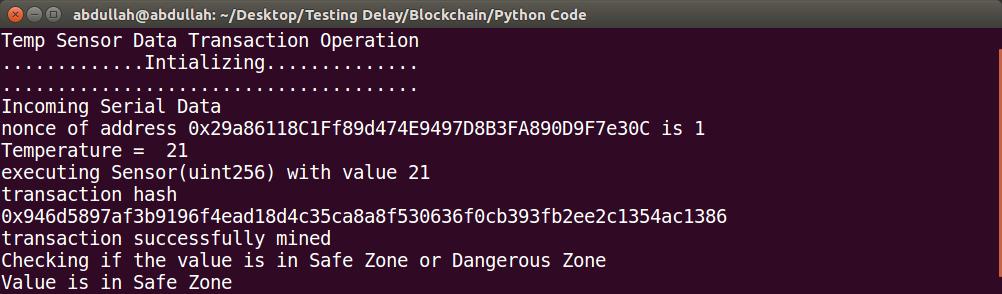 abdullah@abdullah: ~/Desktop/Testing Delay/Blockchain/Python Code
Temp Sensor Data Transaction Operation
.............Intializing..............
......................................
Incoming Serial Data
nonce of address 0x29a86118C1Ff89d474E9497D8B3FA890D9F7e30C is 1
Temperature =  21
executing Sensor(uint256) with value 21
transaction hash
0x946d5897af3b9196f4ead18d4c35ca8a8f530636f0cb393fb2ee2c1354ac1386
transaction successfully mined
Checking if the value is in Safe Zone or Dangerous Zone
Value is in Safe Zone